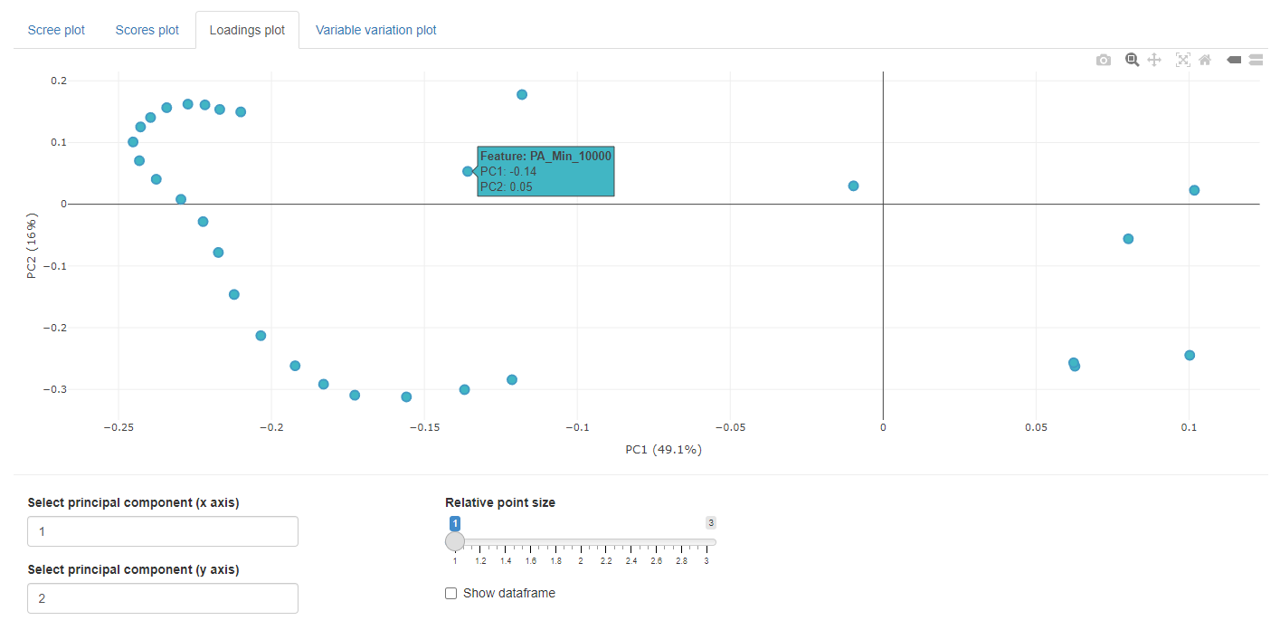 Scree plot
Scores plot
Loadings plot
Variable variation plot
0.2
0.1
0
−0.1
−0.2
−0.3
PC2 (16%)
Feature: PA_Min_10000
PC1: -0.14
PC2: 0.05
−0.25
−0.2
−0.15
−0.1
−0.05
0
0.05
0.1
PC1 (49.1%)
Select principal component (x axis)
1
Select principal component (y axis)
2
Relative point size
1
3
1
1.2
1.4
1.6
1.8
2
2.2
2.4
2.6
2.8
3
Show dataframe